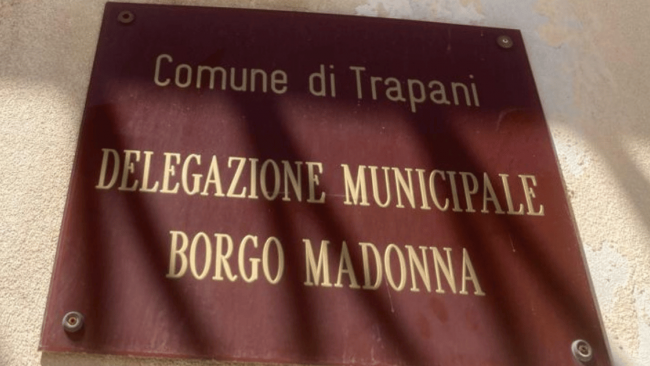 Comune di Trapani
DELEGAZIONE MUNICIPALE
BORGO MADONNA